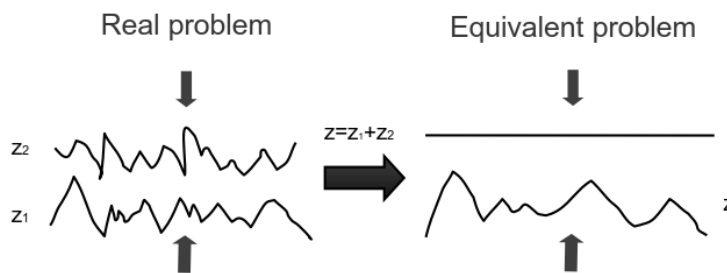 Real problem
Equivalent problem
z₂
z=z₁+z₂
z₁
z